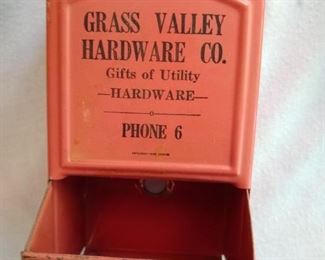 GRASS VALLEY
HARDWARE CO.
Gifts of Utility
—HARDWARE—
PHONE 6